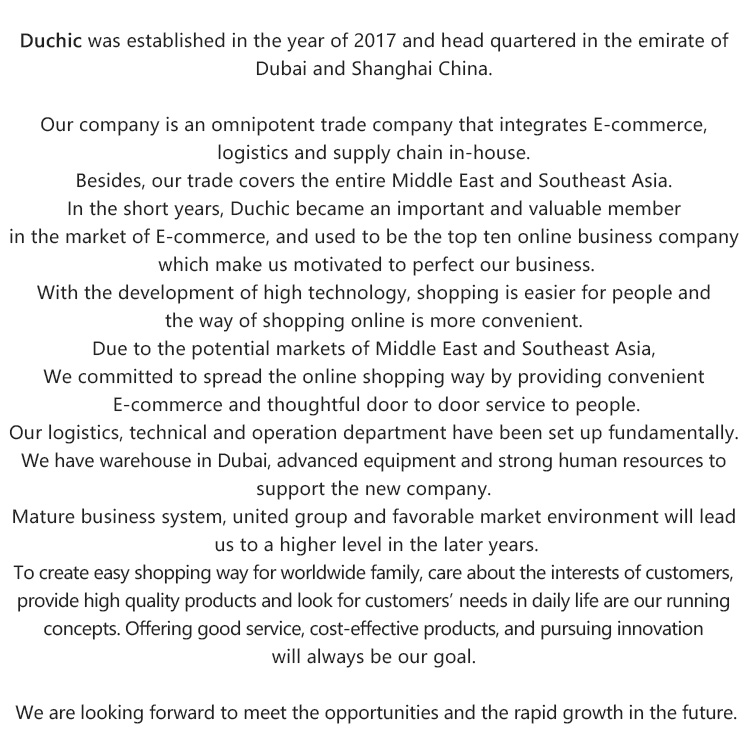 Duchic was established in the year of 2017 and head quartered in the emirate of
Dubai and Shanghai China.
Our company is an omnipotent trade company that integrates E-commerce,
logistics and supply chain in-house.
Besides, our trade covers the entire Middle East and Southeast Asia.
In the short years, Duchic became an important and valuable member
in the market of E-commerce, and used to be the top ten online business company
which make us motivated to perfect our business.
With the development of high technology, shopping is easier for people and
the way of shopping online is more convenient.
Due to the potential markets of Middle East and Southeast Asia,
We committed to spread the online shopping way by providing convenient
E-commerce and thoughtful door to door service to people.
Our logistics, technical and operation department have been set up fundamentally.
We have warehouse in Dubai, advanced equipment and strong human resources to
support the new company.
Mature business system, united group and favorable market environment will lead
us to a higher level in the later years.
To create easy shopping way for worldwide family, care about the interests of customers,
provide high quality products and look for customers’ needs in daily life are our running
concepts. Offering good service, cost-effective products, and pursuing innovation
will always be our goal.
We are looking forward to meet the opportunities and the rapid growth in the future.